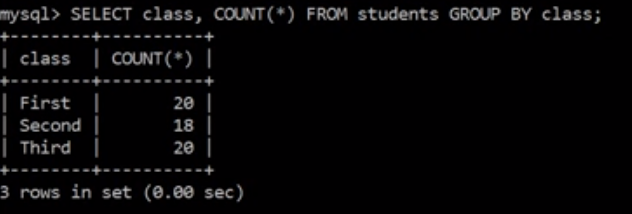 mysql> SELECT class, COUNT(*) FROM students GROUP BY class;
+--------+----------+
| class  | COUNT(*) |
+--------+----------+
| First  |       20 |
| Second |       18 |
| Third  |       20 |
+--------+----------+
3 rows in set (0.00 sec)